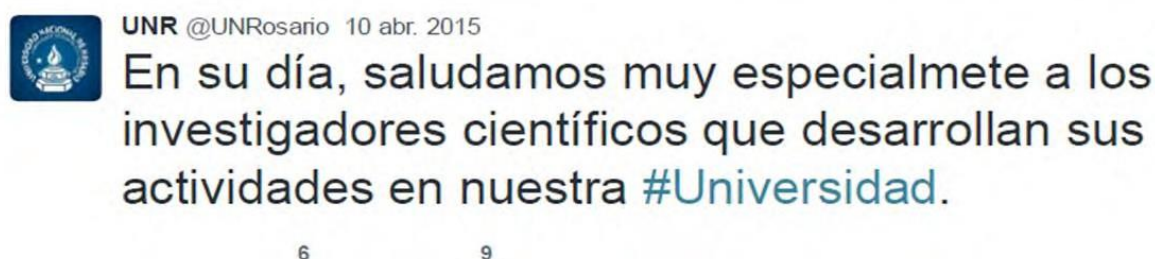 UNR @UNRosario 10 abr. 2015
En su día, saludamos muy especialmete a los
investigadores científicos que desarrollan sus
actividades en nuestra #Universidad.
6 9